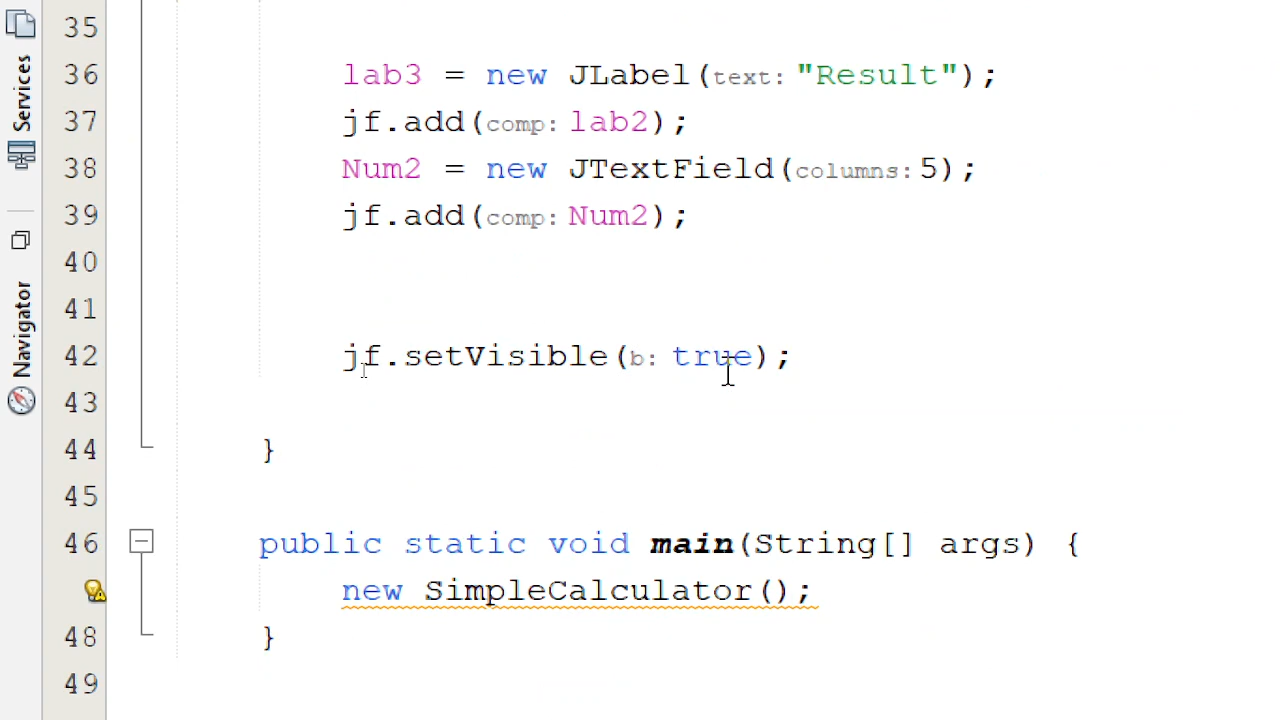 Services
Navigator
35
36 lab3 = new JLabel(text: "Result");
37 jf.add(comp: lab2);
38 Num2 = new JTextField(columns: 5);
39 jf.add(comp: Num2);
40
41
42 jf.setVisible(b: true);
43
44 }
45
46 public static void main(String[] args) {
new SimpleCalculator();
48 }
49